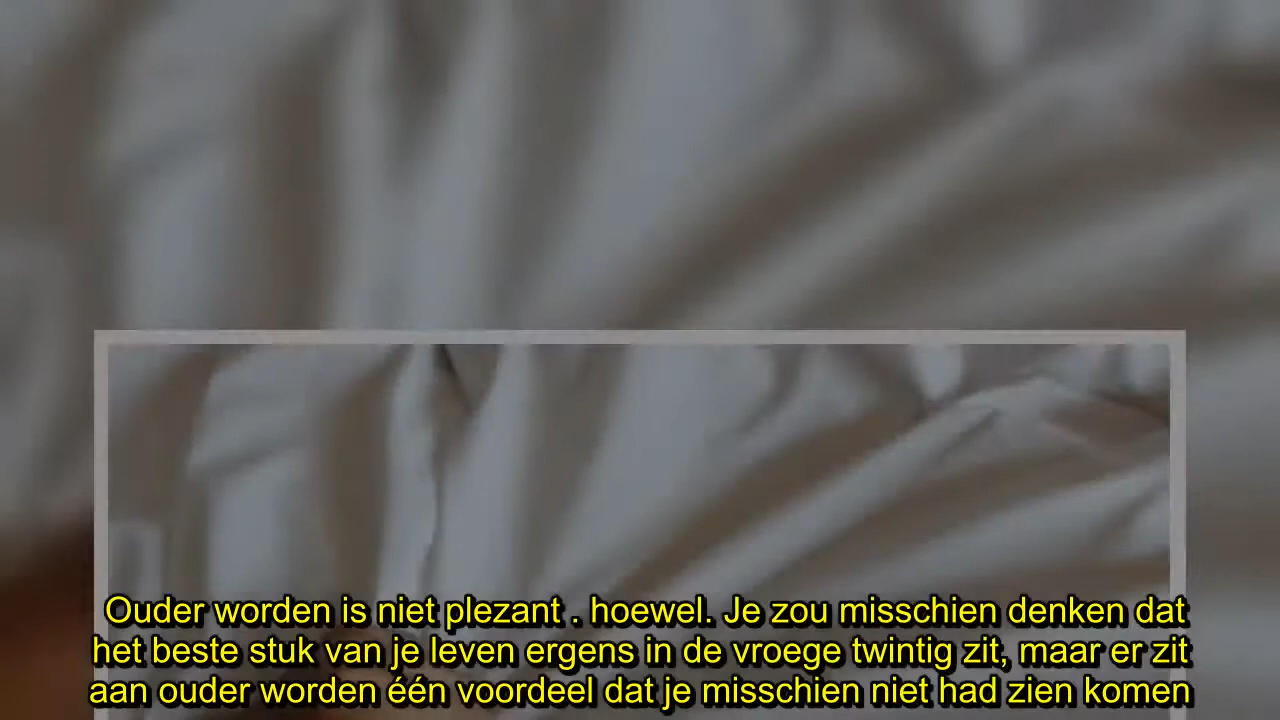 Ouder worden is niet plezant . hoewel. Je zou misschien denken dat
het beste stuk van je leven ergens in de vroege twintig zit, maar er zit
aan ouder worden één voordeel dat je misschien niet had zien komen